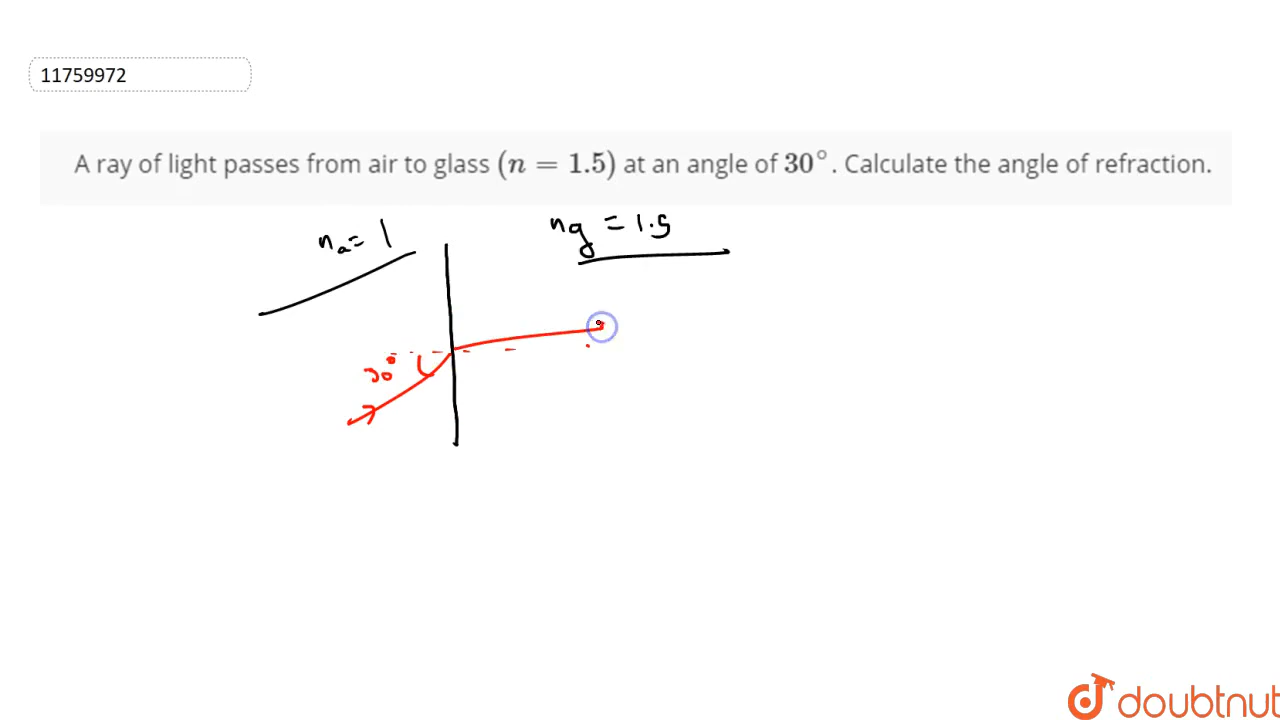 11759972
A ray of light passes from air to glass (n = 1.5) at an angle of 30°. Calculate the angle of refraction.
nₐ = 1
ng = 1.5
30°
doubtnut